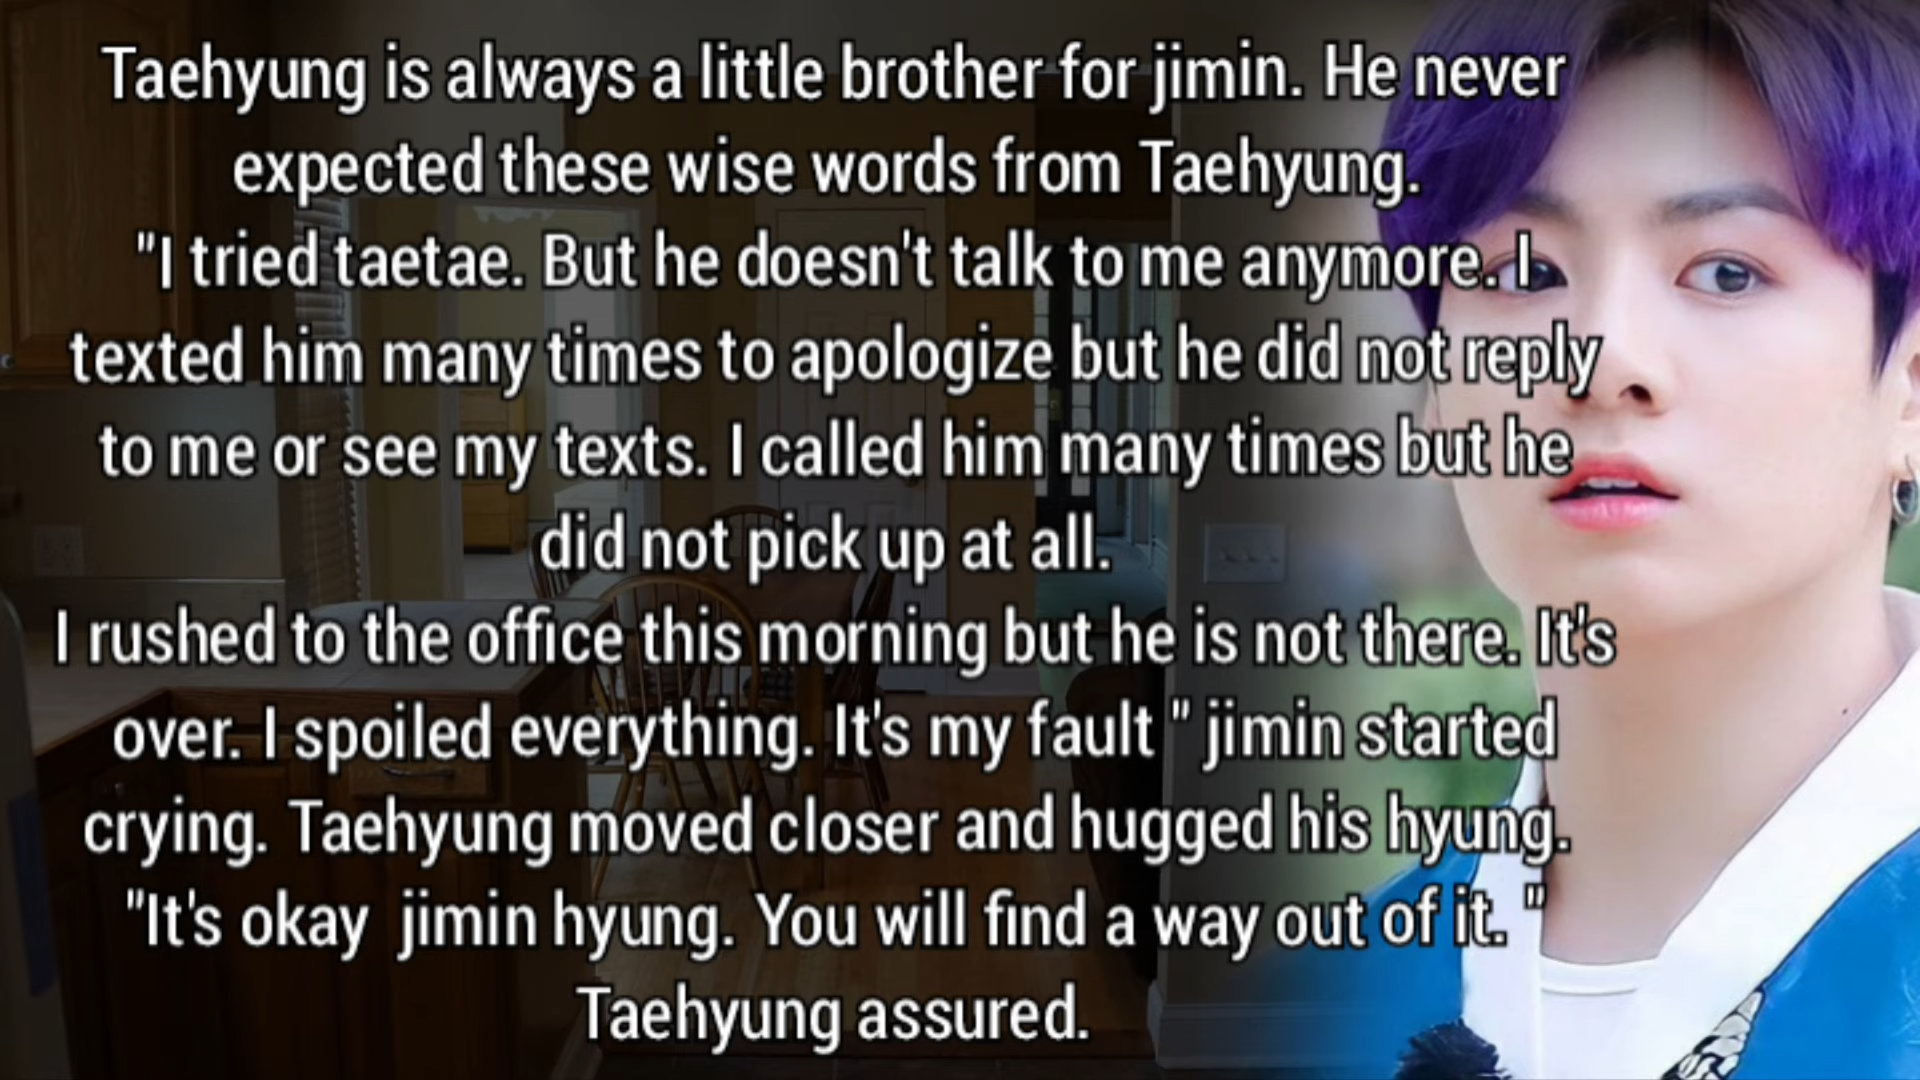 Taehyung is always a little brother for jimin. He never
expected these wise words from Taehyung.
"I tried taetae. But he doesn't talk to me anymore. I
texted him many times to apologize but he did not reply
to me or see my texts. I called him many times but he
did not pick up at all.
I rushed to the office this morning but he is not there. It's
over. I spoiled everything. It's my fault " jimin started
crying. Taehyung moved closer and hugged his hyung.
"It's okay  jimin hyung. You will find a way out of it. "
Taehyung assured.